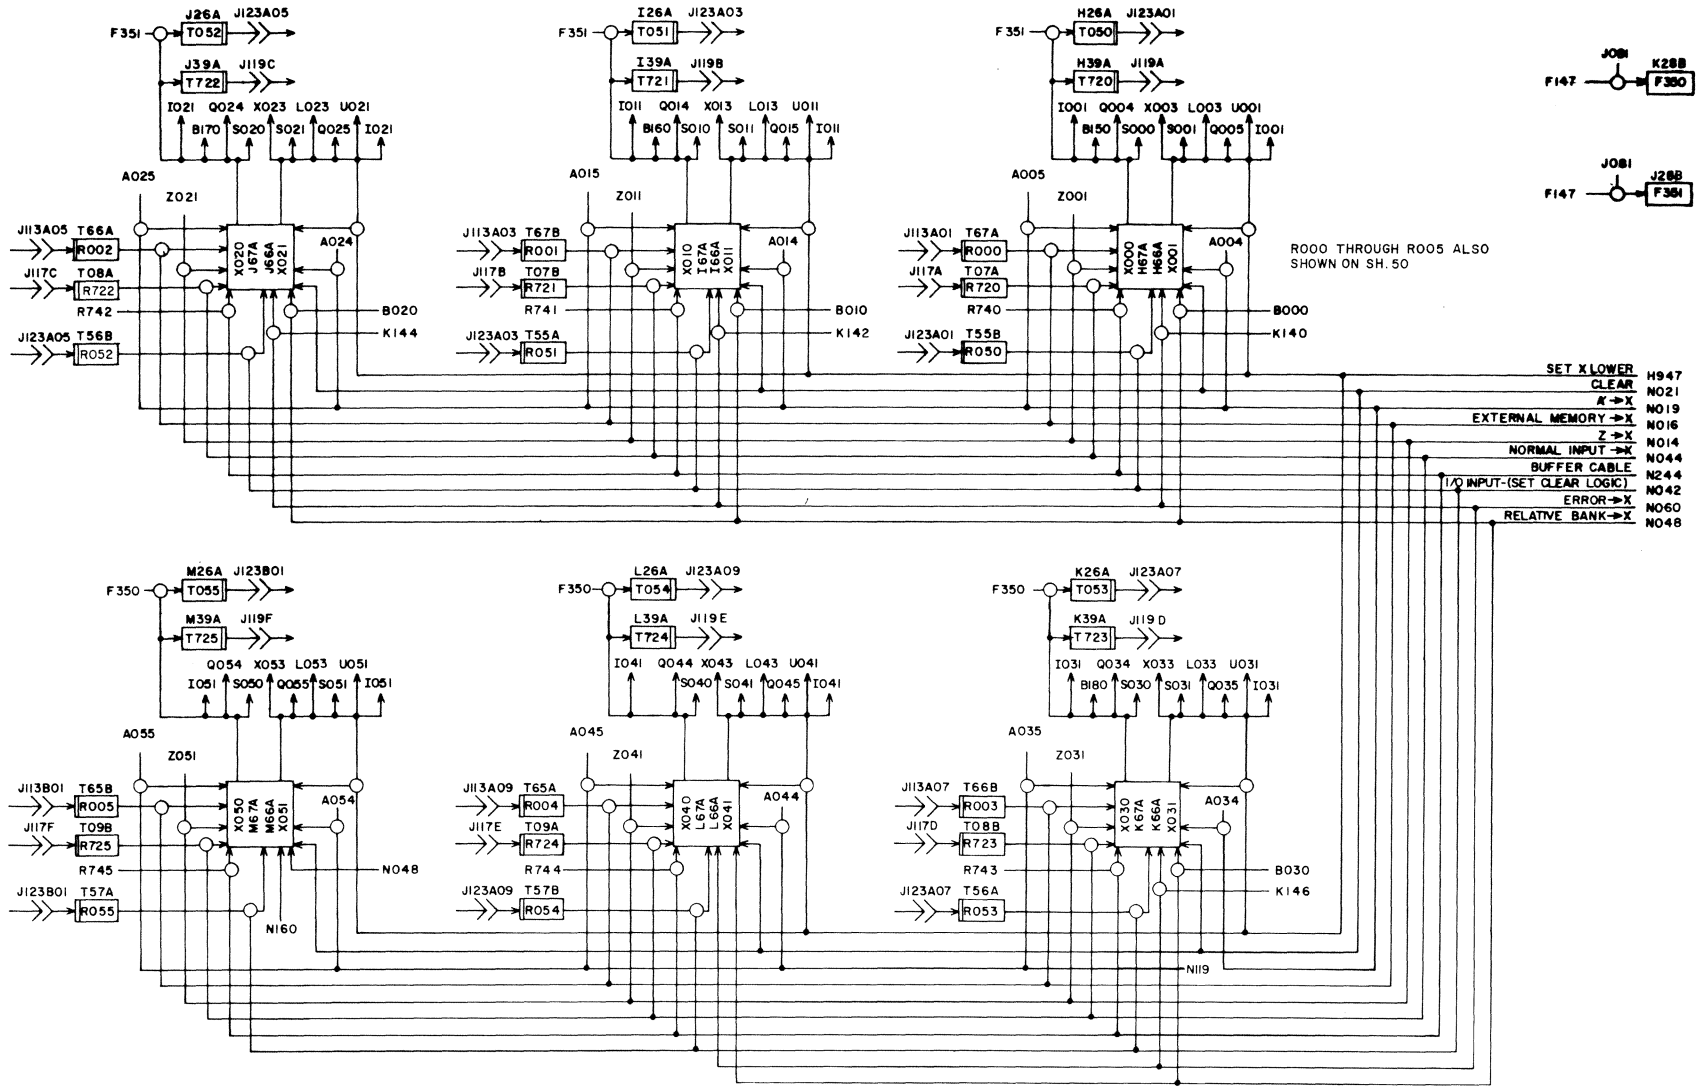 J26A J123A05
F351 T052
J39A J119C
T722
I021 Q024 X023 L023 U021
B170 S020 S021 Q025 I021
A025
Z021
J113A05 T66A
R002
A024
X020 J67A J66A X021
J117C T08A
R722
R742
B020
K144
J123A05 T56B
R052
I26A J123A03
F351 T051
I39A J119B
T721
I011 Q014 X013 L013 U011
B160 S010 S011 Q015 I011
A015
Z011
J113A03 T67B
R001
A014
X010 I67A I66A X011
J117B T07B
R721
R741
B010
K142
J123A03 T55A
R051
H26A J123A01
F351 T050
H39A J119A
T720
I001 Q004 X003 L003 U001
B150 S000 S001 Q005 I001
A005
Z001
J113A01 T67A
R000
A004
X000 H67A H66A X001
J117A T07A
R720
R740
B000
K140
J123A01 T55B
R050
J081 K28B
F147 F350
J081 J28B
F147 F351
R000 THROUGH R005 ALSO
SHOWN ON SH. 50
SET X LOWER H947
CLEAR N021
A'→X N019
EXTERNAL MEMORY→X N016
Z→X N014
NORMAL INPUT→X N044
BUFFER CABLE N244
I/O INPUT-(SET CLEAR LOGIC) N042
ERROR→X N060
RELATIVE BANK→X N048
M26A J123B01
F350 T055
M39A J119F
T725
Q054 X053 L053 U051
I051 S050 Q055 S051 I051
A055
Z051
J113B01 T65B
R005
A054
X050 M67A M66A X051
J117F T09B
R725
R745
N048
J123B01 T57A
R055
N160
L26A J123A09
F350 T054
L39A J119E
T724
I041 Q044 X043 L043 U041
S040 S041 Q045 I041
A045
Z041
J113A09 T65A
R004
A044
X040 L67A L66A X041
J117E T09A
R724
R744
J123A09 T57B
R054
K26A J123A07
F350 T053
K39A J119D
T723
I031 Q034 X033 L033 U031
B180 S030 S031 Q035 I031
A035
Z031
J113A07 T66B
R003
A034
X030 K67A K66A X031
J117D T08B
R723
R743
B030
K146
J123A07 T56A
R053
N119